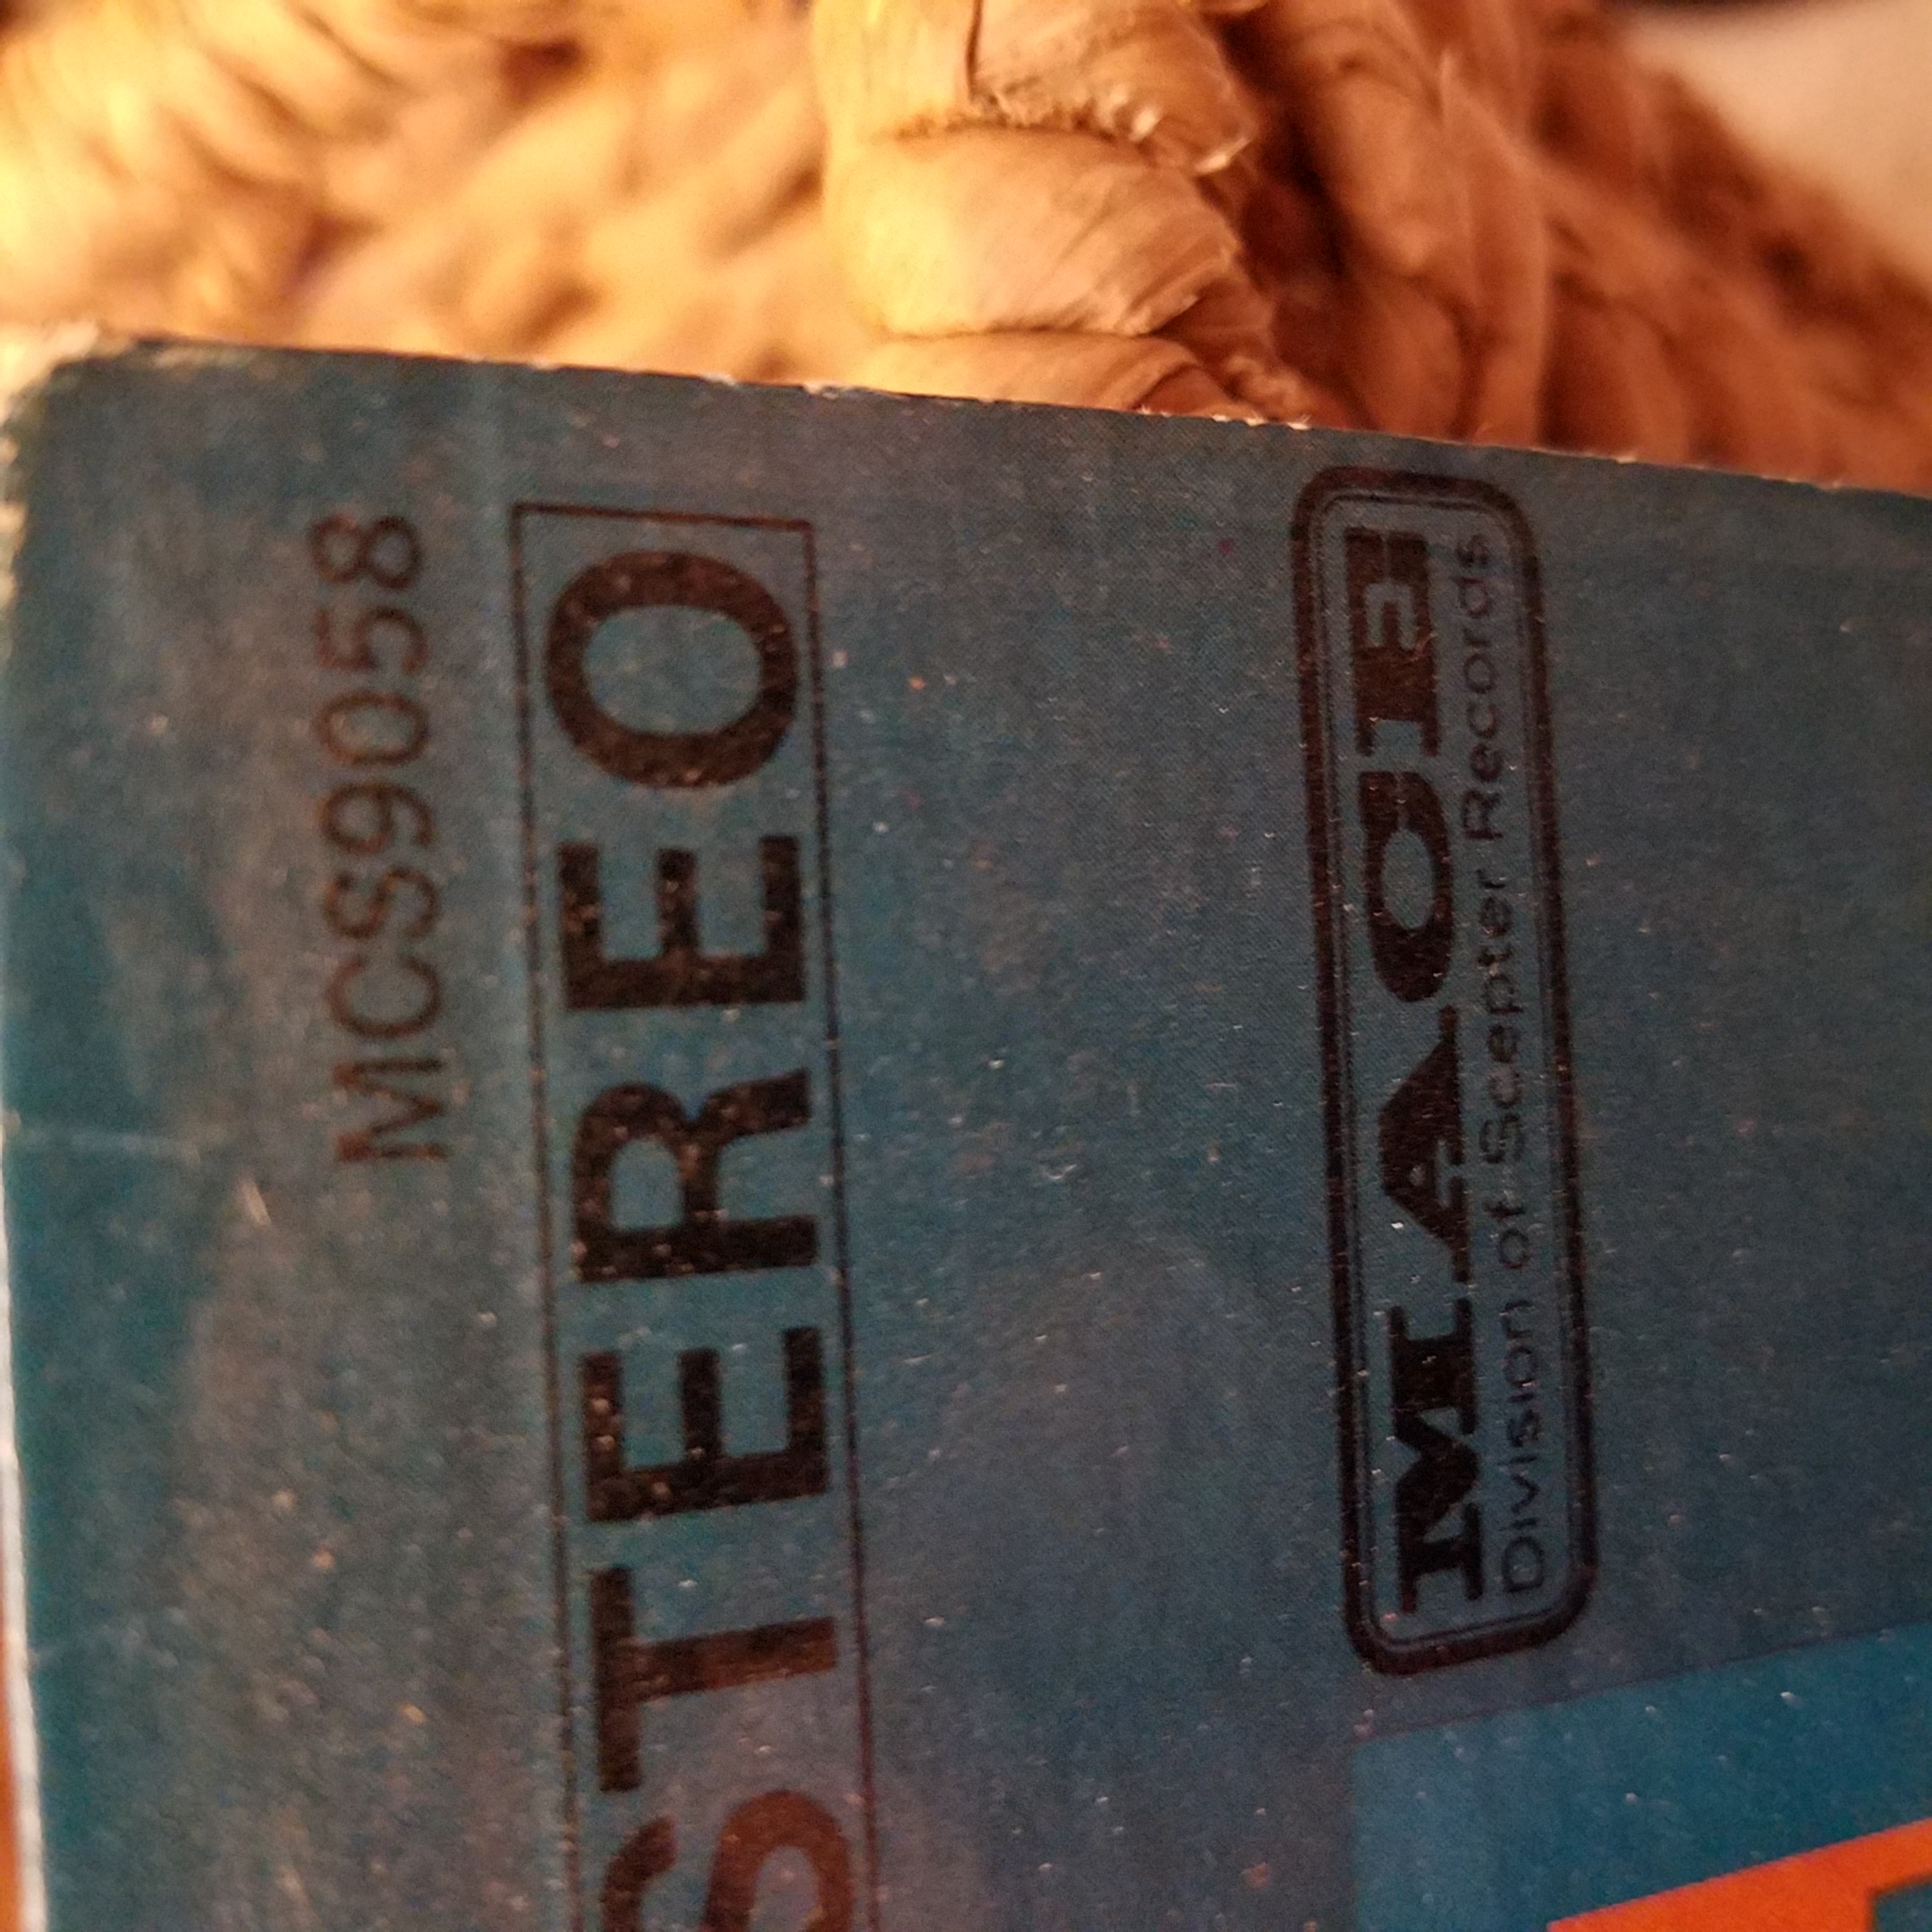 MCS9058
STEREO
MACE
Division of Scepter Records